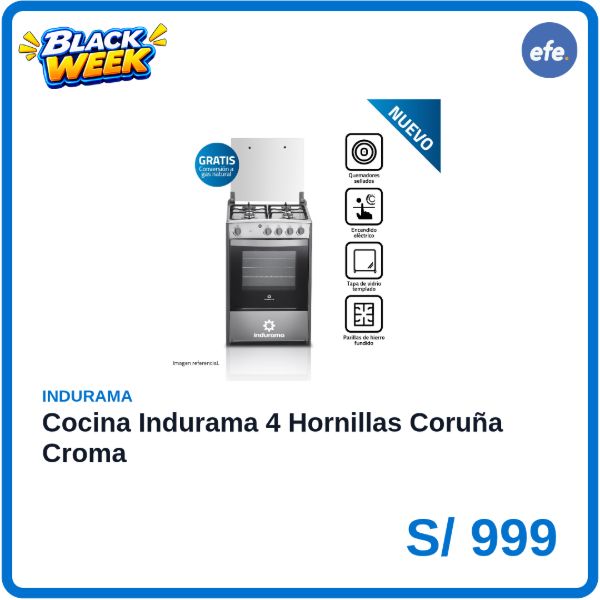 BLACK
WEEK
efe.
NUEVO
GRATIS
Conversión a
gas natural
Quemadores
sellados
Encendido
eléctrico
Tapa de vidrio
templado
Parillas de hierro
fundido
indurama
Imagen referencial.
INDURAMA
Cocina Indurama 4 Hornillas Coruña
Croma
S/ 999